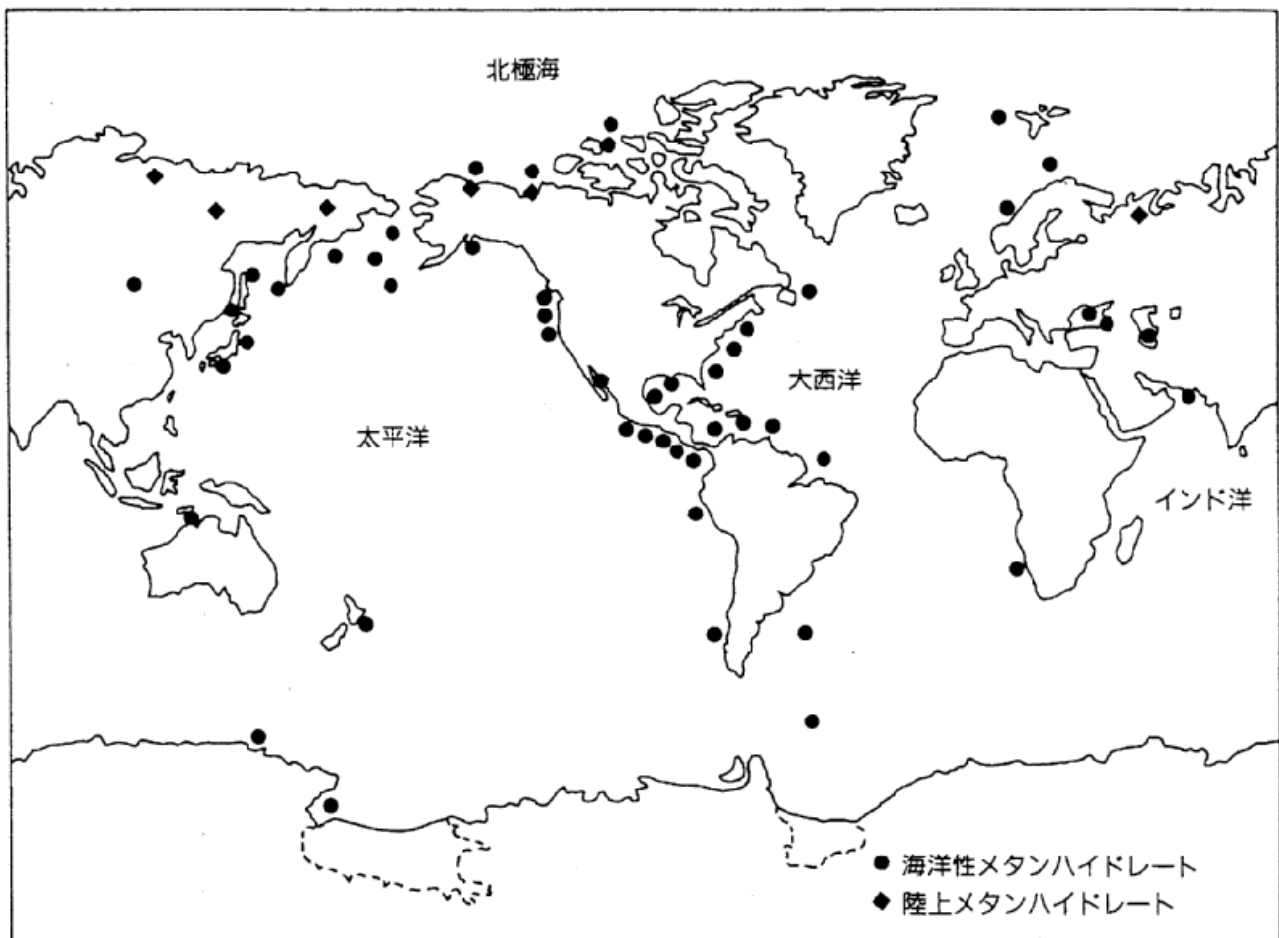 北極海
大西洋
太平洋
インド洋
● 海洋性メタンハイドレート
◆ 陸上メタンハイドレート